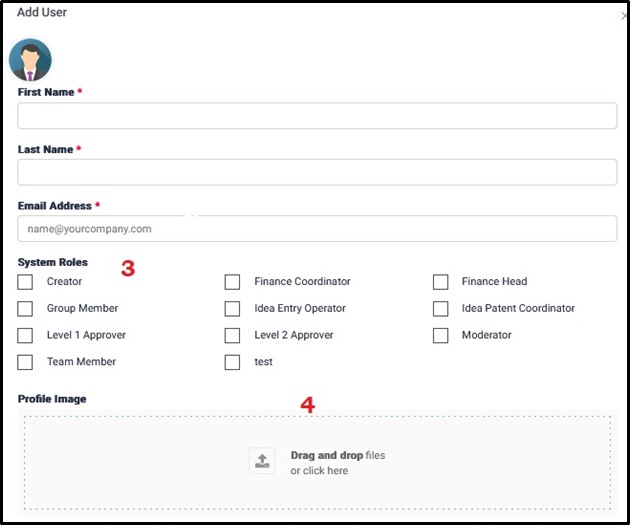 Add User
First Name *
Last Name *
Email Address *
name@yourcompany.com
System Roles 3
Creator Finance Coordinator Finance Head
Group Member Idea Entry Operator Idea Patent Coordinator
Level 1 Approver Level 2 Approver Moderator
Team Member test
Profile Image 4
Drag and drop files
or click here